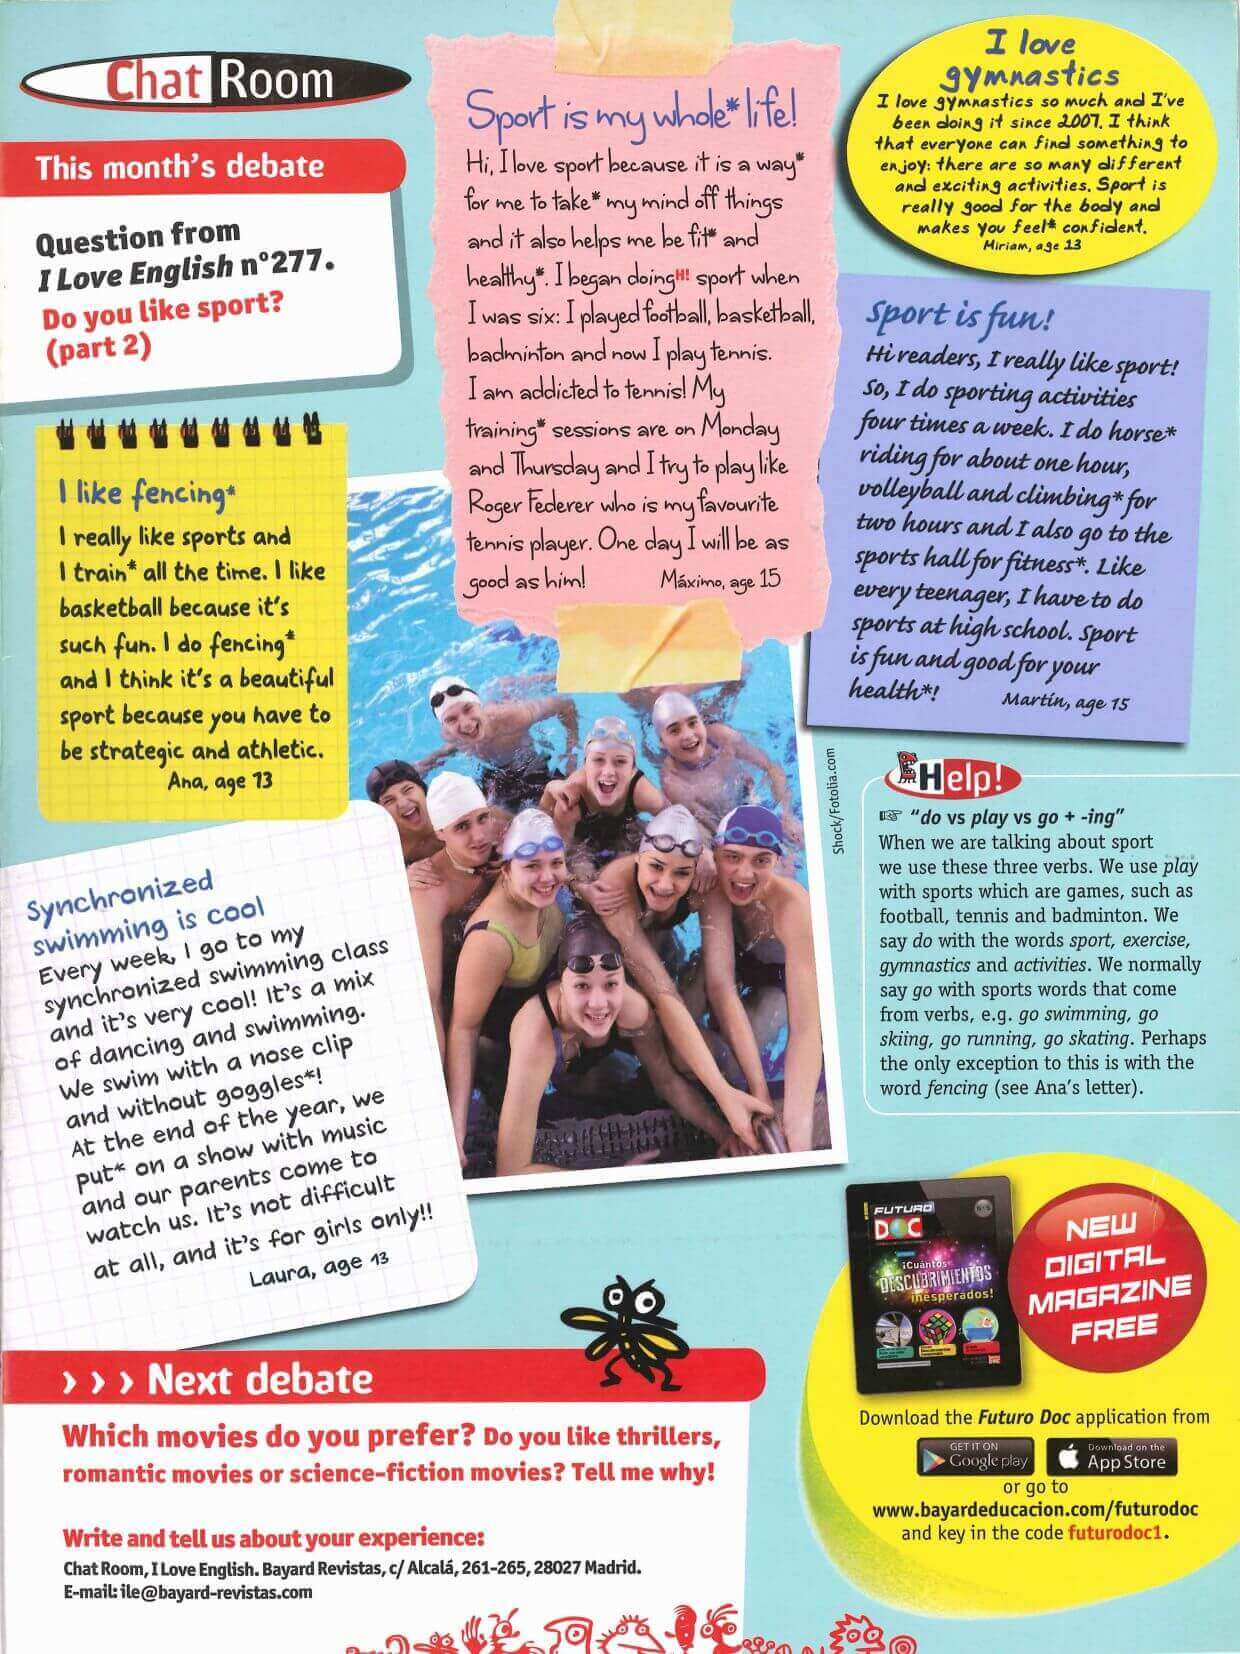 Chat Room
This month's debate
Question from
I Love English n°277.
Do you like sport?
(part 2)
Sport is my whole* life!
Hi, I love sport because it is a way*
for me to take* my mind off things
and it also helps me be fit* and
healthy*. I began doingH! sport when
I was six: I played football, basketball,
badminton and now I play tennis.
I am addicted to tennis! My
training* sessions are on Monday
and Thursday and I try to play like
Roger Federer who is my favourite
tennis player. One day I will be as
good as him! Máximo, age 15
I love
gymnastics
I love gymnastics so much and I've
been doing it since 2007. I think
that everyone can find something to
enjoy: there are so many different
and exciting activities. Sport is
really good for the body and
makes you feel* confident.
Miriam, age 13
Sport is fun!
Hi readers, I really like sport!
So, I do sporting activities
four times a week. I do horse*
riding for about one hour,
volleyball and climbing* for
two hours and I also go to the
sports hall for fitness*. Like
every teenager, I have to do
sports at high school. Sport
is fun and good for your
health*! Martín, age 15
I like fencing*
I really like sports and
I train* all the time. I like
basketball because it's
such fun. I do fencing*
and I think it's a beautiful
sport because you have to
be strategic and athletic.
Ana, age 13
Synchronized
swimming is cool
Every week, I go to my
synchronized swimming class
and it's very cool! It's a mix
of dancing and swimming.
We swim with a nose clip
and without goggles*!
At the end of the year, we
put* on a show with music
and our parents come to
watch us. It's not difficult
at all, and it's for girls only!!
Laura, age 13
Shock/Fotolia.com
Help!
☞ "do vs play vs go + -ing"
When we are talking about sport
we use these three verbs. We use play
with sports which are games, such as
football, tennis and badminton. We
say do with the words sport, exercise,
gymnastics and activities. We normally
say go with sports words that come
from verbs, e.g. go swimming, go
skiing, go running, go skating. Perhaps
the only exception to this is with the
word fencing (see Ana's letter).
FUTURO
DOC
¡Cuántos
DESCUBRIMIENTOS
inesperados!
NEW
DIGITAL
MAGAZINE
FREE
Download the Futuro Doc application from
GET IT ON
Google play
Download on the
App Store
or go to
www.bayardeducacion.com/futurodoc
and key in the code futurodoc1.
› › › Next debate
Which movies do you prefer? Do you like thrillers,
romantic movies or science-fiction movies? Tell me why!
Write and tell us about your experience:
Chat Room, I Love English. Bayard Revistas, c/ Alcalá, 261-265, 28027 Madrid.
E-mail: ile@bayard-revistas.com